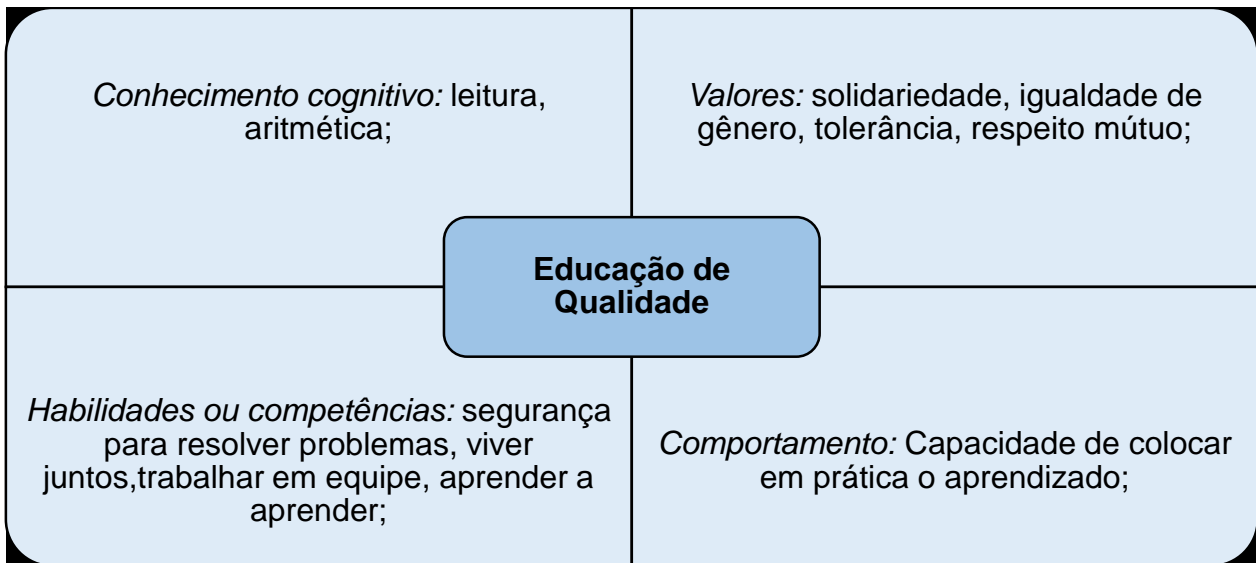 Conhecimento cognitivo: leitura,
aritmética;
Valores: solidariedade, igualdade de
gênero, tolerância, respeito mútuo;
Educação de
Qualidade
Habilidades ou competências: segurança
para resolver problemas, viver
juntos,trabalhar em equipe, aprender a
aprender;
Comportamento: Capacidade de colocar
em prática o aprendizado;